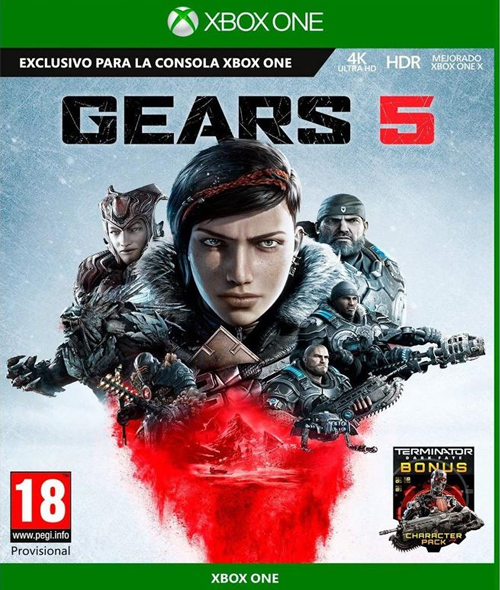 XBOX ONE
EXCLUSIVO PARA LA CONSOLA XBOX ONE
4K
ULTRA HD
HDR
MEJORADO
XBOX ONE X
GEARS 5
18
www.pegi.info
Provisional
TERMINATOR
DARK FATE
BONUS
CHARACTER
PACK
XBOX ONE